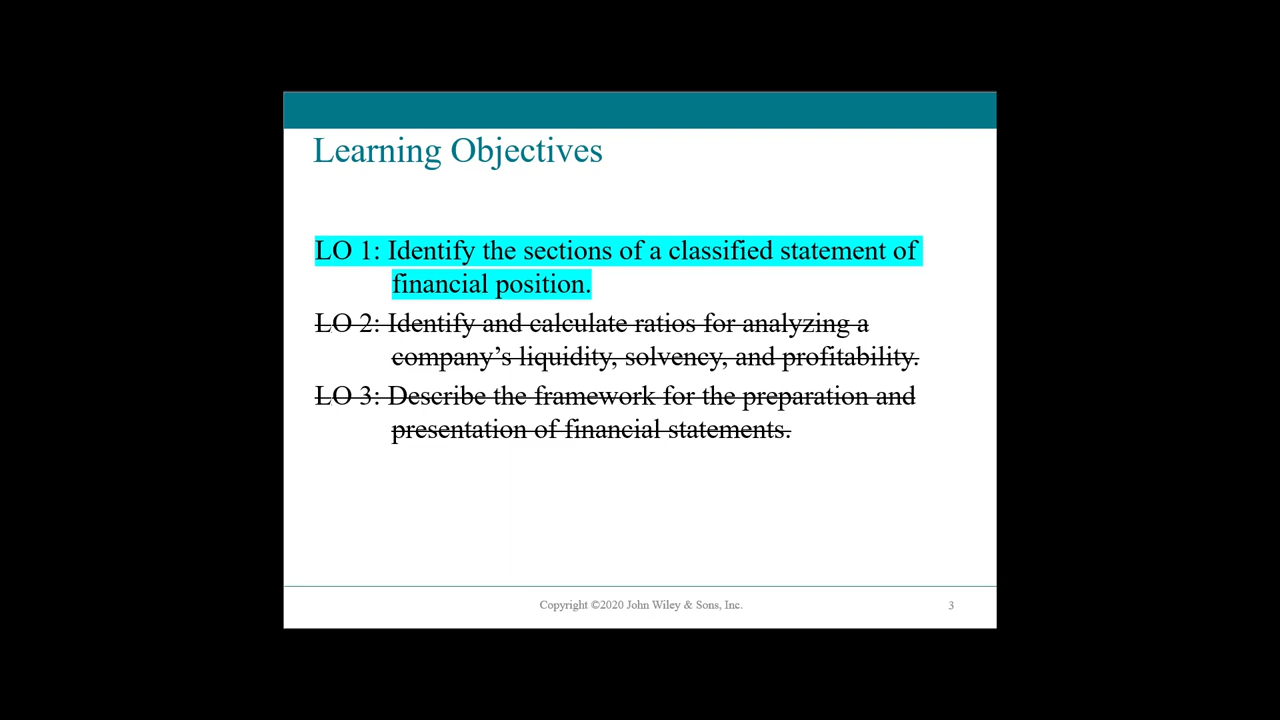 Learning Objectives
LO 1: Identify the sections of a classified statement of
financial position.
LO 2: Identify and calculate ratios for analyzing a
company’s liquidity, solvency, and profitability.
LO 3: Describe the framework for the preparation and
presentation of financial statements.
Copyright ©2020 John Wiley & Sons, Inc.
3